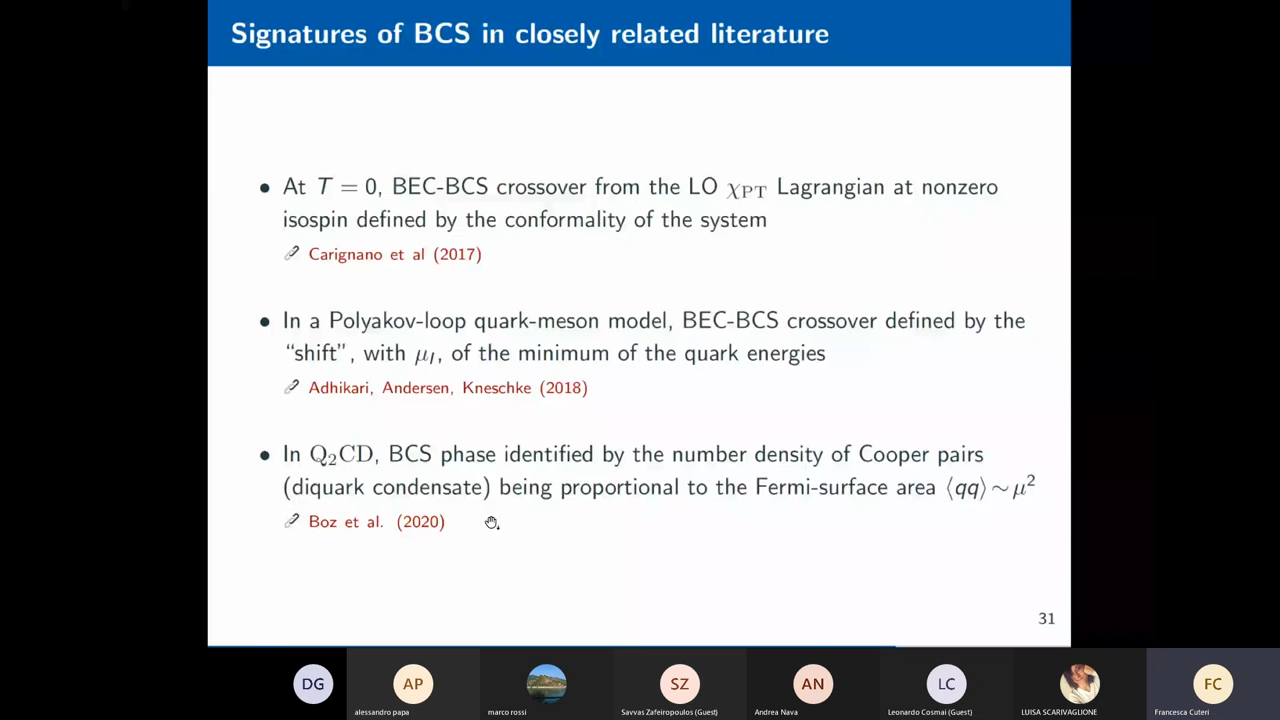 Signatures of BCS in closely related literature
• At T = 0, BEC-BCS crossover from the LO χPT Lagrangian at nonzero
isospin defined by the conformality of the system
Carignano et al (2017)
• In a Polyakov-loop quark-meson model, BEC-BCS crossover defined by the
“shift”, with μI, of the minimum of the quark energies
Adhikari, Andersen, Kneschke (2018)
• In Q₂CD, BCS phase identified by the number density of Cooper pairs
(diquark condensate) being proportional to the Fermi-surface area ⟨qq⟩ ∼ μ²
Boz et al. (2020)
31
DG
AP
SZ
AN
LC
FC
alessandro papa
marco rossi
Savvas Zafeiropoulos (Guest)
Andrea Nava
Leonardo Cosmai (Guest)
LUISA SCARIVAGLIONE
Francesca Cuteri